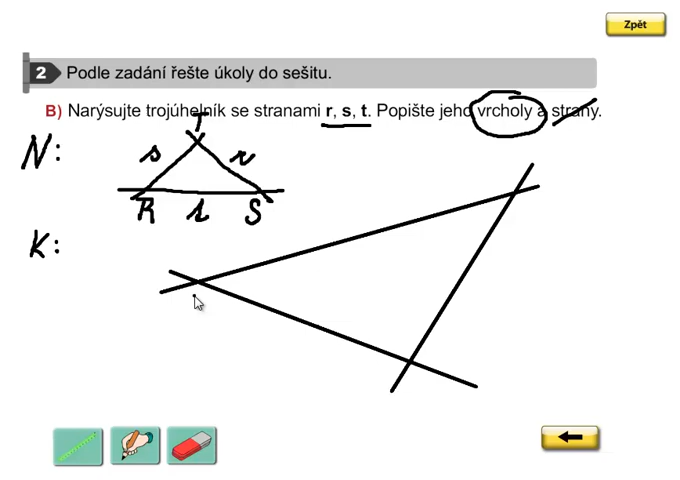 Zpět
2 Podle zadání řešte úkoly do sešitu.
B) Narýsujte trojúhelník se stranami r, s, t. Popište jeho vrcholy a strany.
N:
T
s r
R t S
K: